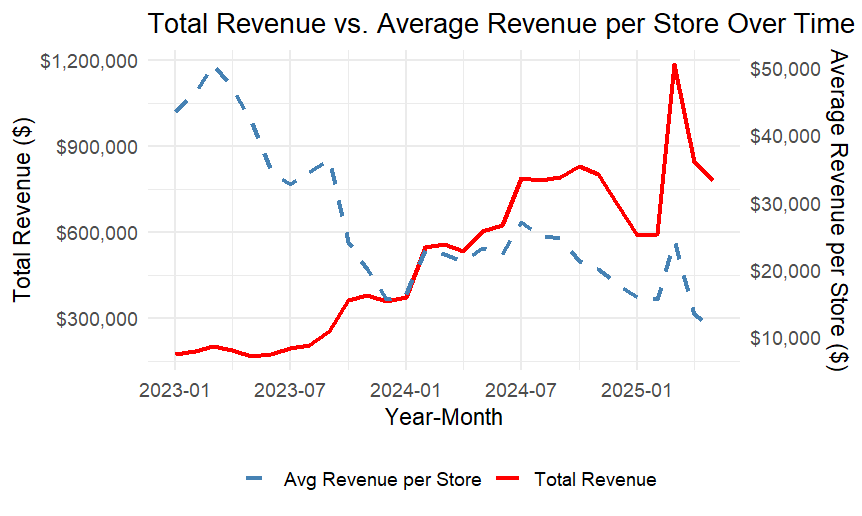 Total Revenue vs. Average Revenue per Store Over Time
Total Revenue ($)
$1,200,000
$900,000
$600,000
$300,000
$50,000
$40,000
$30,000
$20,000
$10,000
Average Revenue per Store ($)
2023-01 2023-07 2024-01 2024-07 2025-01
Year-Month
Avg Revenue per Store Total Revenue